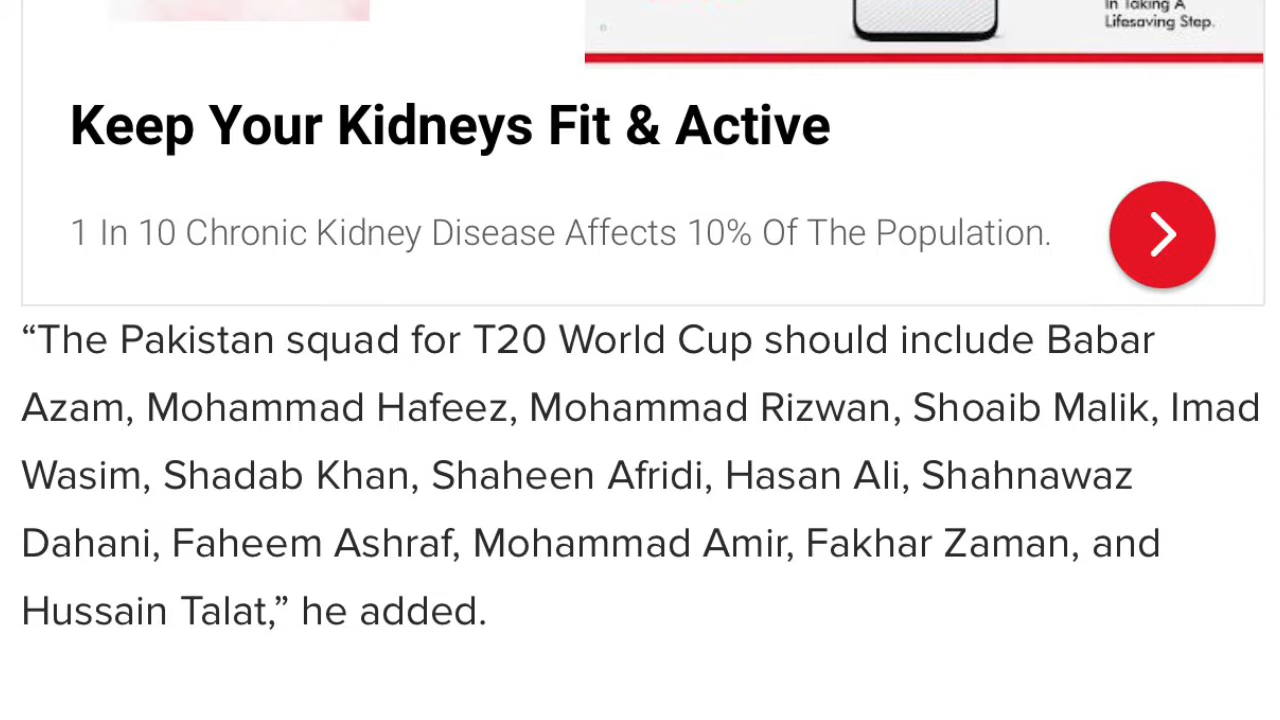 In Taking A
Lifesaving Step.
Keep Your Kidneys Fit & Active
1 In 10 Chronic Kidney Disease Affects 10% Of The Population.
“The Pakistan squad for T20 World Cup should include Babar
Azam, Mohammad Hafeez, Mohammad Rizwan, Shoaib Malik, Imad
Wasim, Shadab Khan, Shaheen Afridi, Hasan Ali, Shahnawaz
Dahani, Faheem Ashraf, Mohammad Amir, Fakhar Zaman, and
Hussain Talat,” he added.